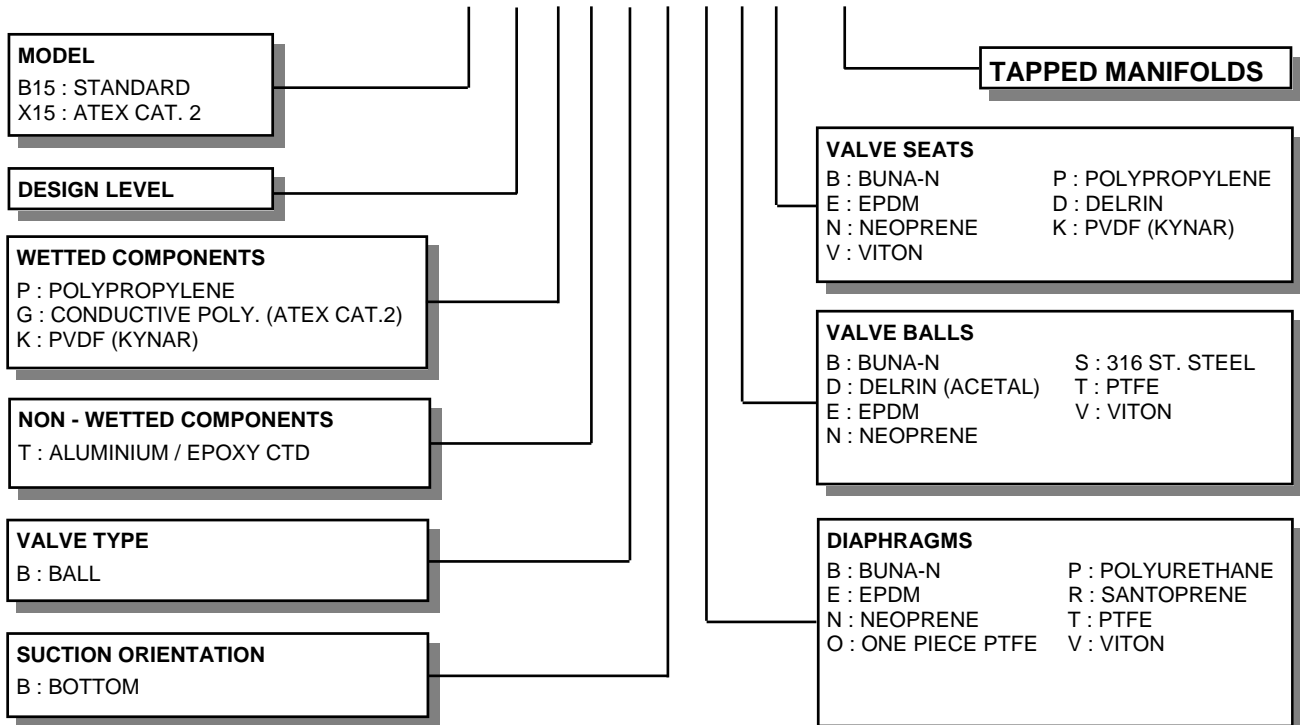 MODEL
B15 : STANDARD
X15 : ATEX CAT. 2
DESIGN LEVEL
WETTED COMPONENTS
P : POLYPROPYLENE
G : CONDUCTIVE POLY. (ATEX CAT.2)
K : PVDF (KYNAR)
NON - WETTED COMPONENTS
T : ALUMINIUM / EPOXY CTD
VALVE TYPE
B : BALL
SUCTION ORIENTATION
B : BOTTOM
TAPPED MANIFOLDS
VALVE SEATS
B : BUNA-N P : POLYPROPYLENE
E : EPDM D : DELRIN
N : NEOPRENE K : PVDF (KYNAR)
V : VITON
VALVE BALLS
B : BUNA-N S : 316 ST. STEEL
D : DELRIN (ACETAL) T : PTFE
E : EPDM V : VITON
N : NEOPRENE
DIAPHRAGMS
B : BUNA-N P : POLYURETHANE
E : EPDM R : SANTOPRENE
N : NEOPRENE T : PTFE
O : ONE PIECE PTFE V : VITON